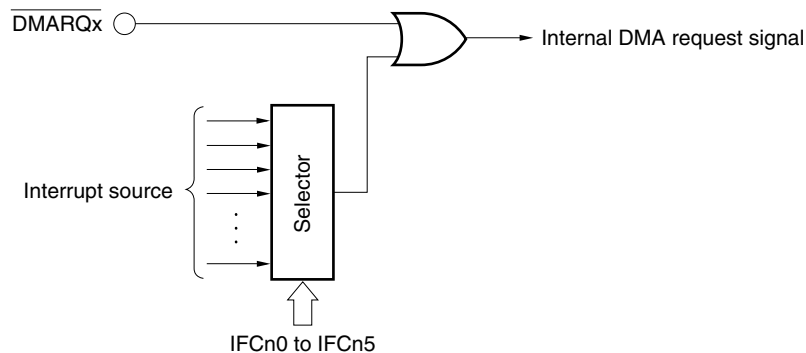 DMARQx
Internal DMA request signal
Interrupt source
Selector
IFCn0 to IFCn5